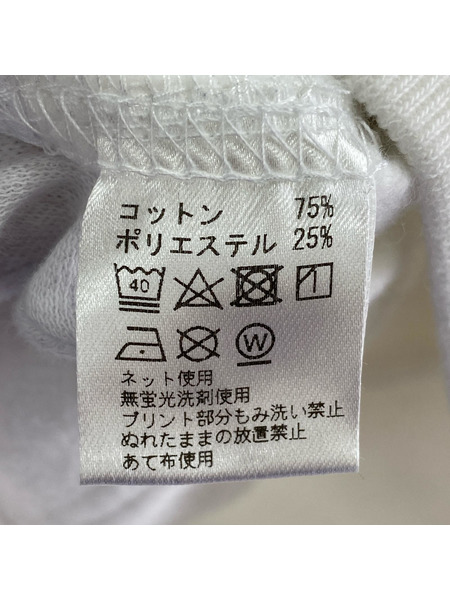 コットン 75%
ポリエステル 25%
40
W
ネット使用
無蛍光洗剤使用
プリント部分もみ洗い禁止
ぬれたままの放置禁止
あて布使用